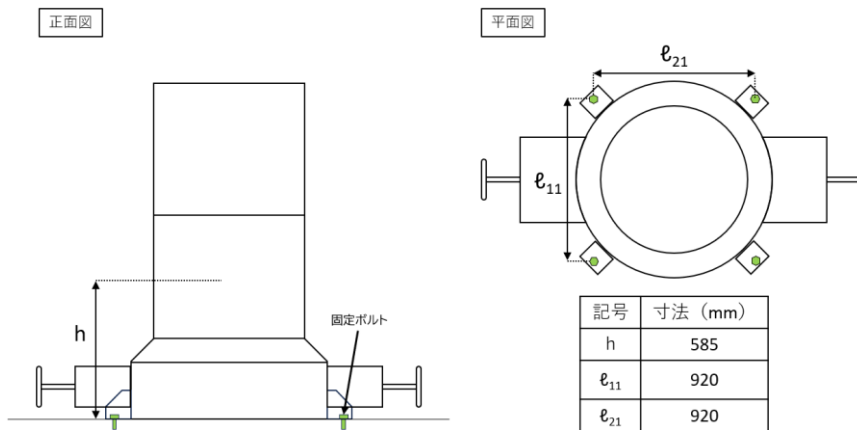 正面図
h
固定ボルト
平面図
ℓ21
ℓ11
記号 寸法（mm）
h 585
ℓ11 920
ℓ21 920